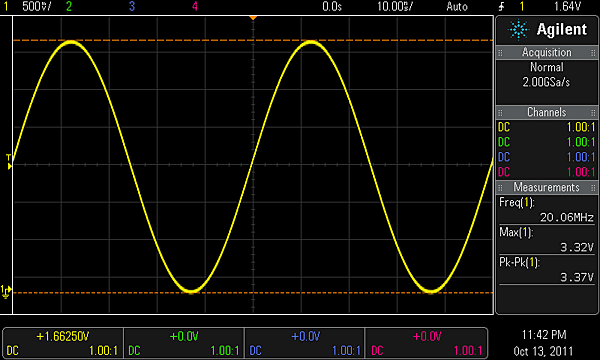 1 500mV/ 2 3 4 0.0s 10.00ns/ Auto 1 1.64V
Agilent
Acquisition
Normal
2.00GSa/s
Channels
DC 1.00:1
DC 1.00:1
DC 1.00:1
DC 1.00:1
Measurements
Freq(1):
20.06MHz
Max(1):
3.32V
Pk-Pk(1):
3.37V
T
1
+1.66250V +0.0V +0.0V +0.0V
DC 1.00:1 DC 1.00:1 DC 1.00:1 DC 1.00:1
11:42 PM
Oct 13, 2011